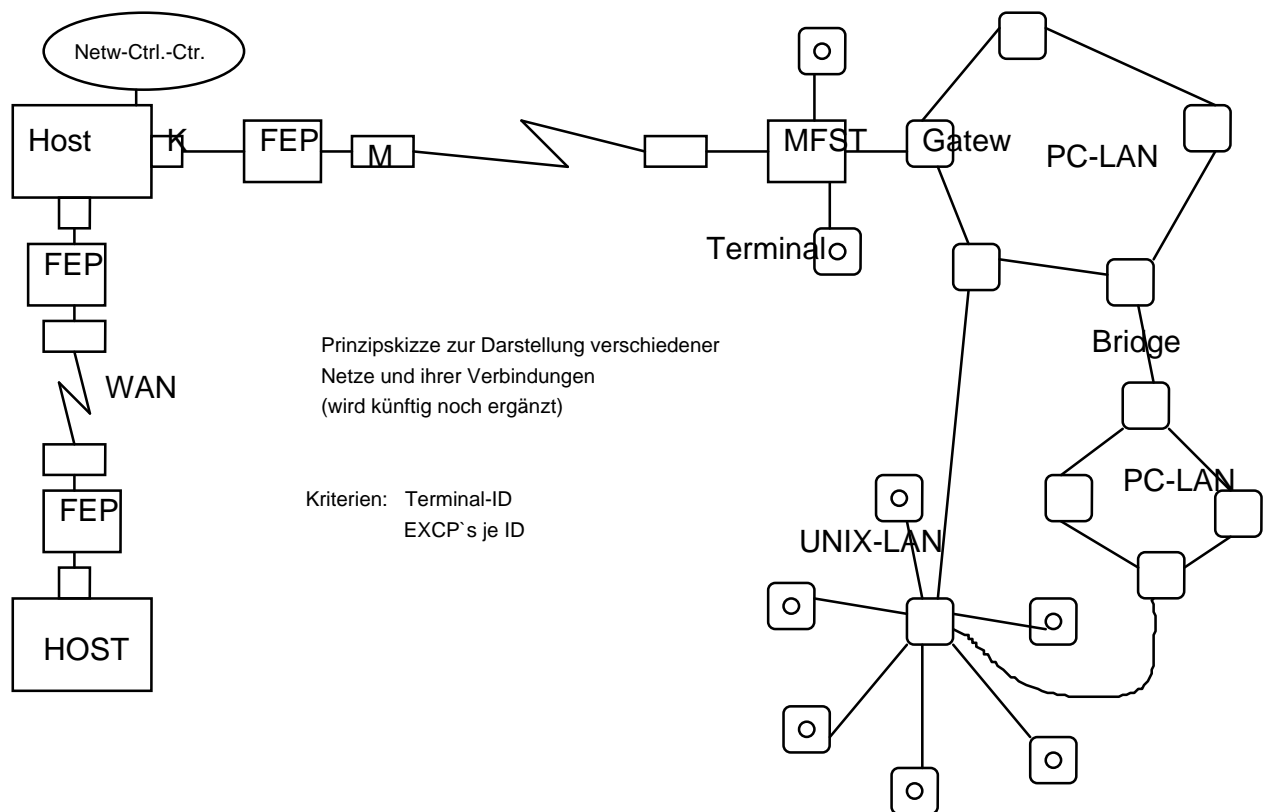 Netw-Ctrl.-Ctr.
Host
K
FEP
M
MFST
Gatew
PC-LAN
Terminal
FEP
Bridge
Prinzipskizze zur Darstellung verschiedener
Netze und ihrer Verbindungen
(wird künftig noch ergänzt)
WAN
PC-LAN
Kriterien: Terminal-ID
EXCP`s je ID
FEP
UNIX-LAN
HOST